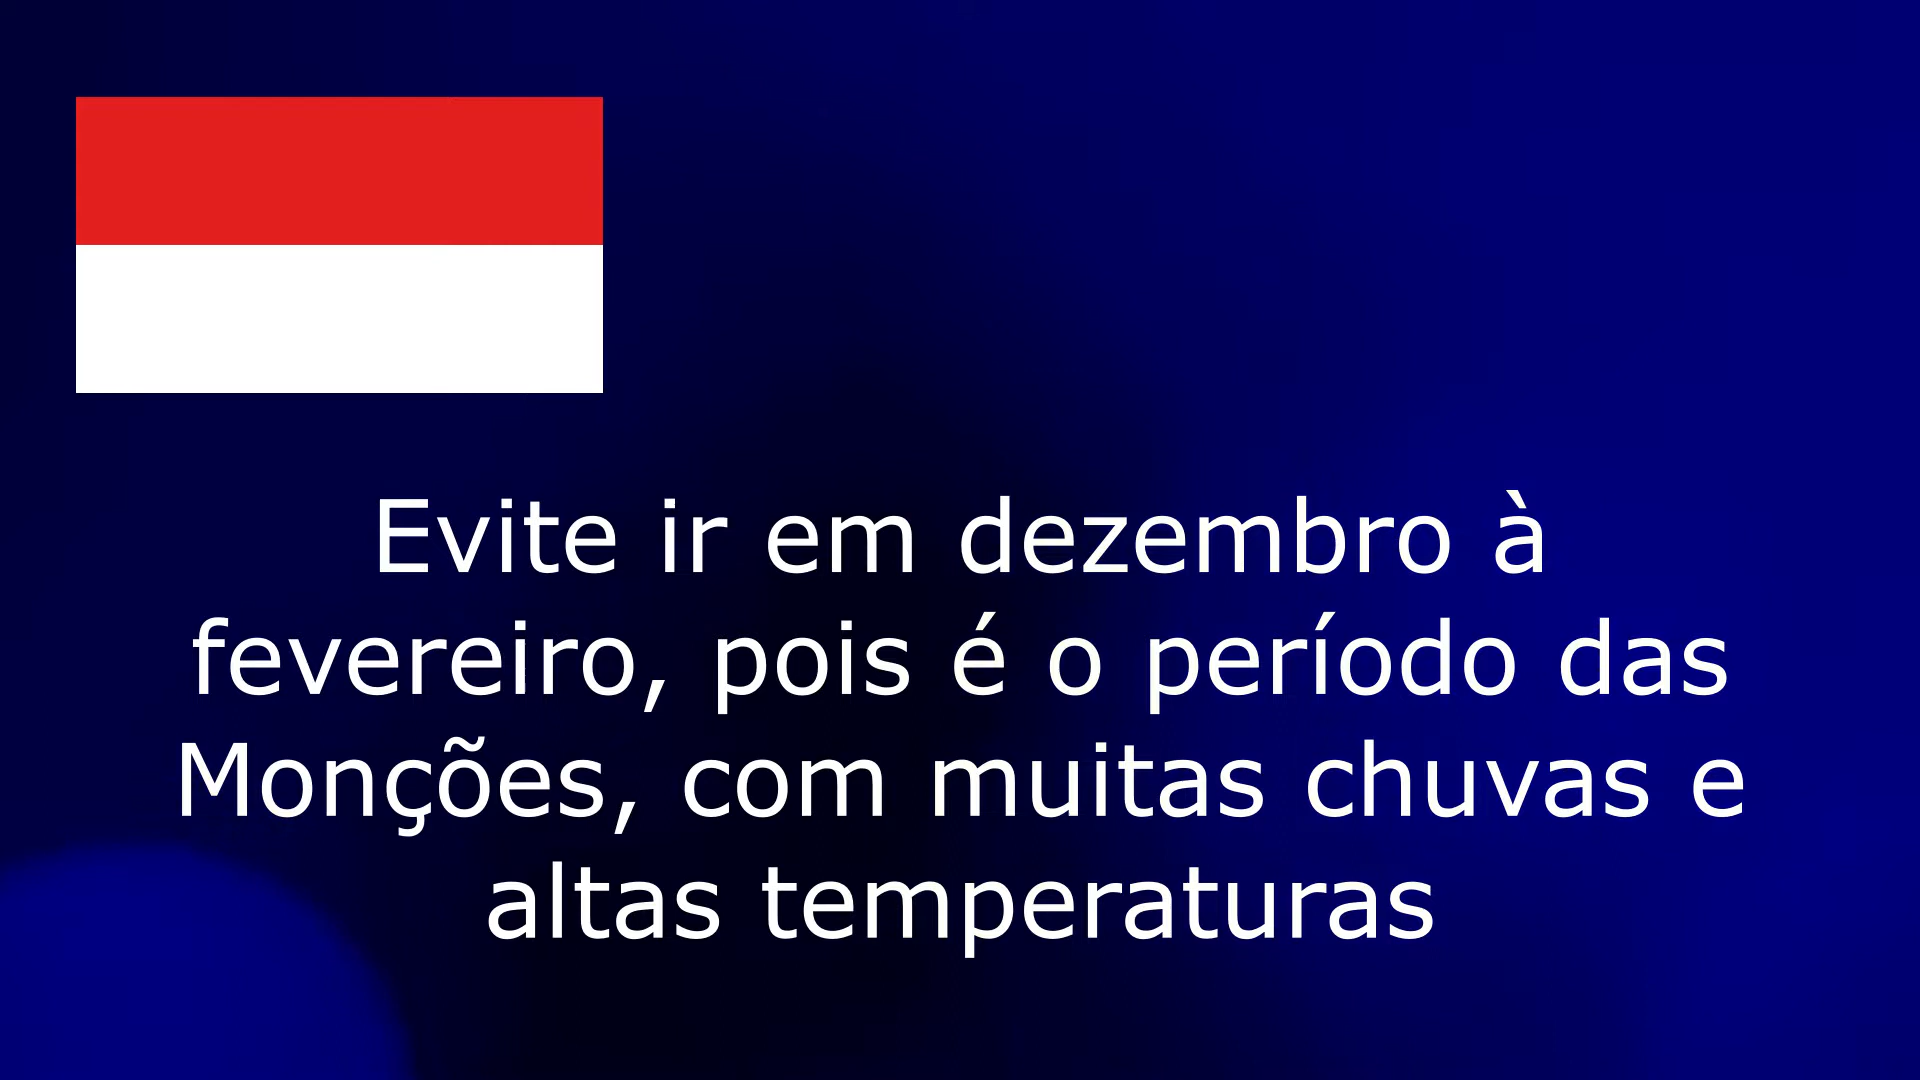 Evite ir em dezembro à
fevereiro, pois é o período das
Monções, com muitas chuvas e
altas temperaturas